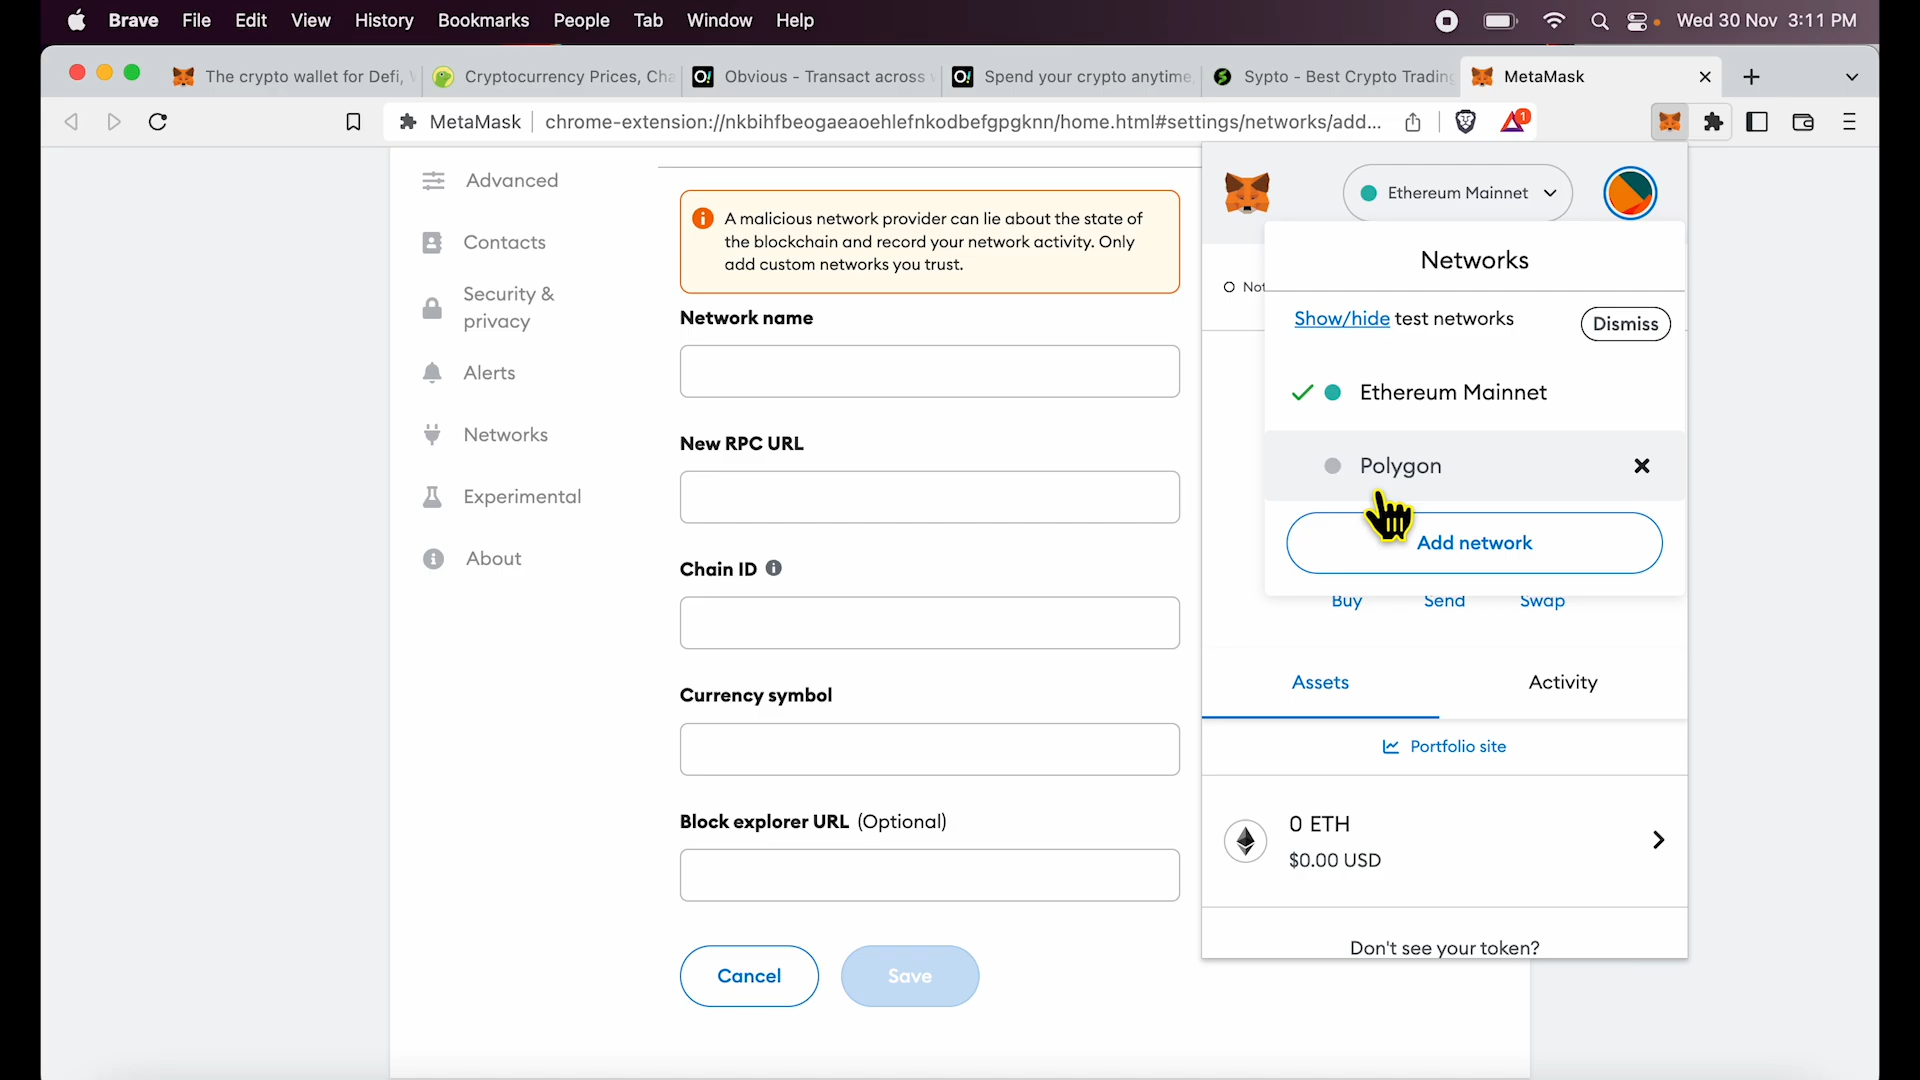 Brave File Edit View History Bookmarks People Tab Window Help Wed 30 Nov 3:11 PM
The crypto wallet for Defi, Cryptocurrency Prices, Cha Obvious - Transact across Spend your crypto anytime, Sypto - Best Crypto Trading MetaMask
MetaMask chrome-extension://nkbihfbeogaeaoehlefnkodbefgpgknn/home.html#settings/networks/add... 1
Advanced
Contacts
Security &
privacy
Alerts
Networks
Experimental
About
A malicious network provider can lie about the state of
the blockchain and record your network activity. Only
add custom networks you trust.
Network name
New RPC URL
Chain ID
Currency symbol
Block explorer URL (Optional)
Cancel
Save
Ethereum Mainnet
Networks
Show/hide test networks
Dismiss
Ethereum Mainnet
Polygon
Add network
Buy Send Swap
Assets Activity
Portfolio site
0 ETH
$0.00 USD
Don't see your token?